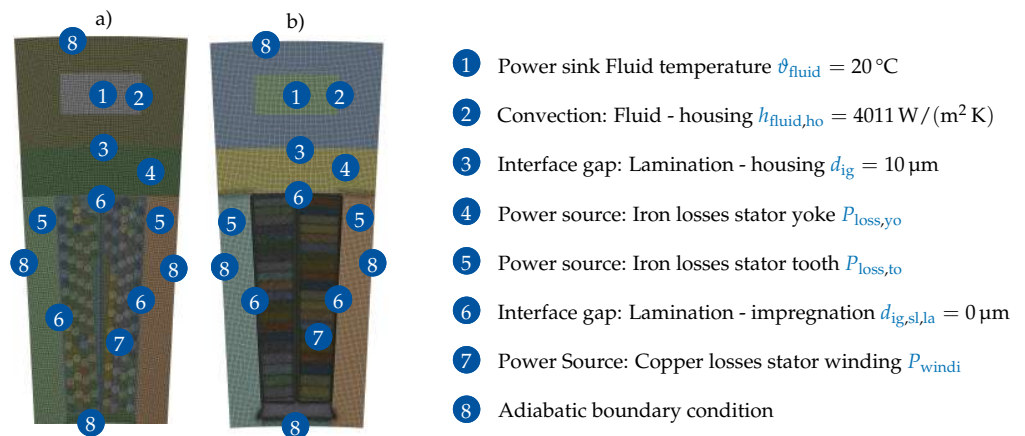 a)
b)
8
8
1
2
1
2
3
3
4
4
6
6
5
5
5
5
8
8
8
8
6
6
6
6
7
7
8
8
1 Power sink Fluid temperature ϑfluid = 20 °C
2 Convection: Fluid - housing hfluid,ho = 4011 W/(m² K)
3 Interface gap: Lamination - housing dig = 10 µm
4 Power source: Iron losses stator yoke Ploss,yo
5 Power source: Iron losses stator tooth Ploss,to
6 Interface gap: Lamination - impregnation dig,sl,la = 0 µm
7 Power Source: Copper losses stator winding Pwindi
8 Adiabatic boundary condition